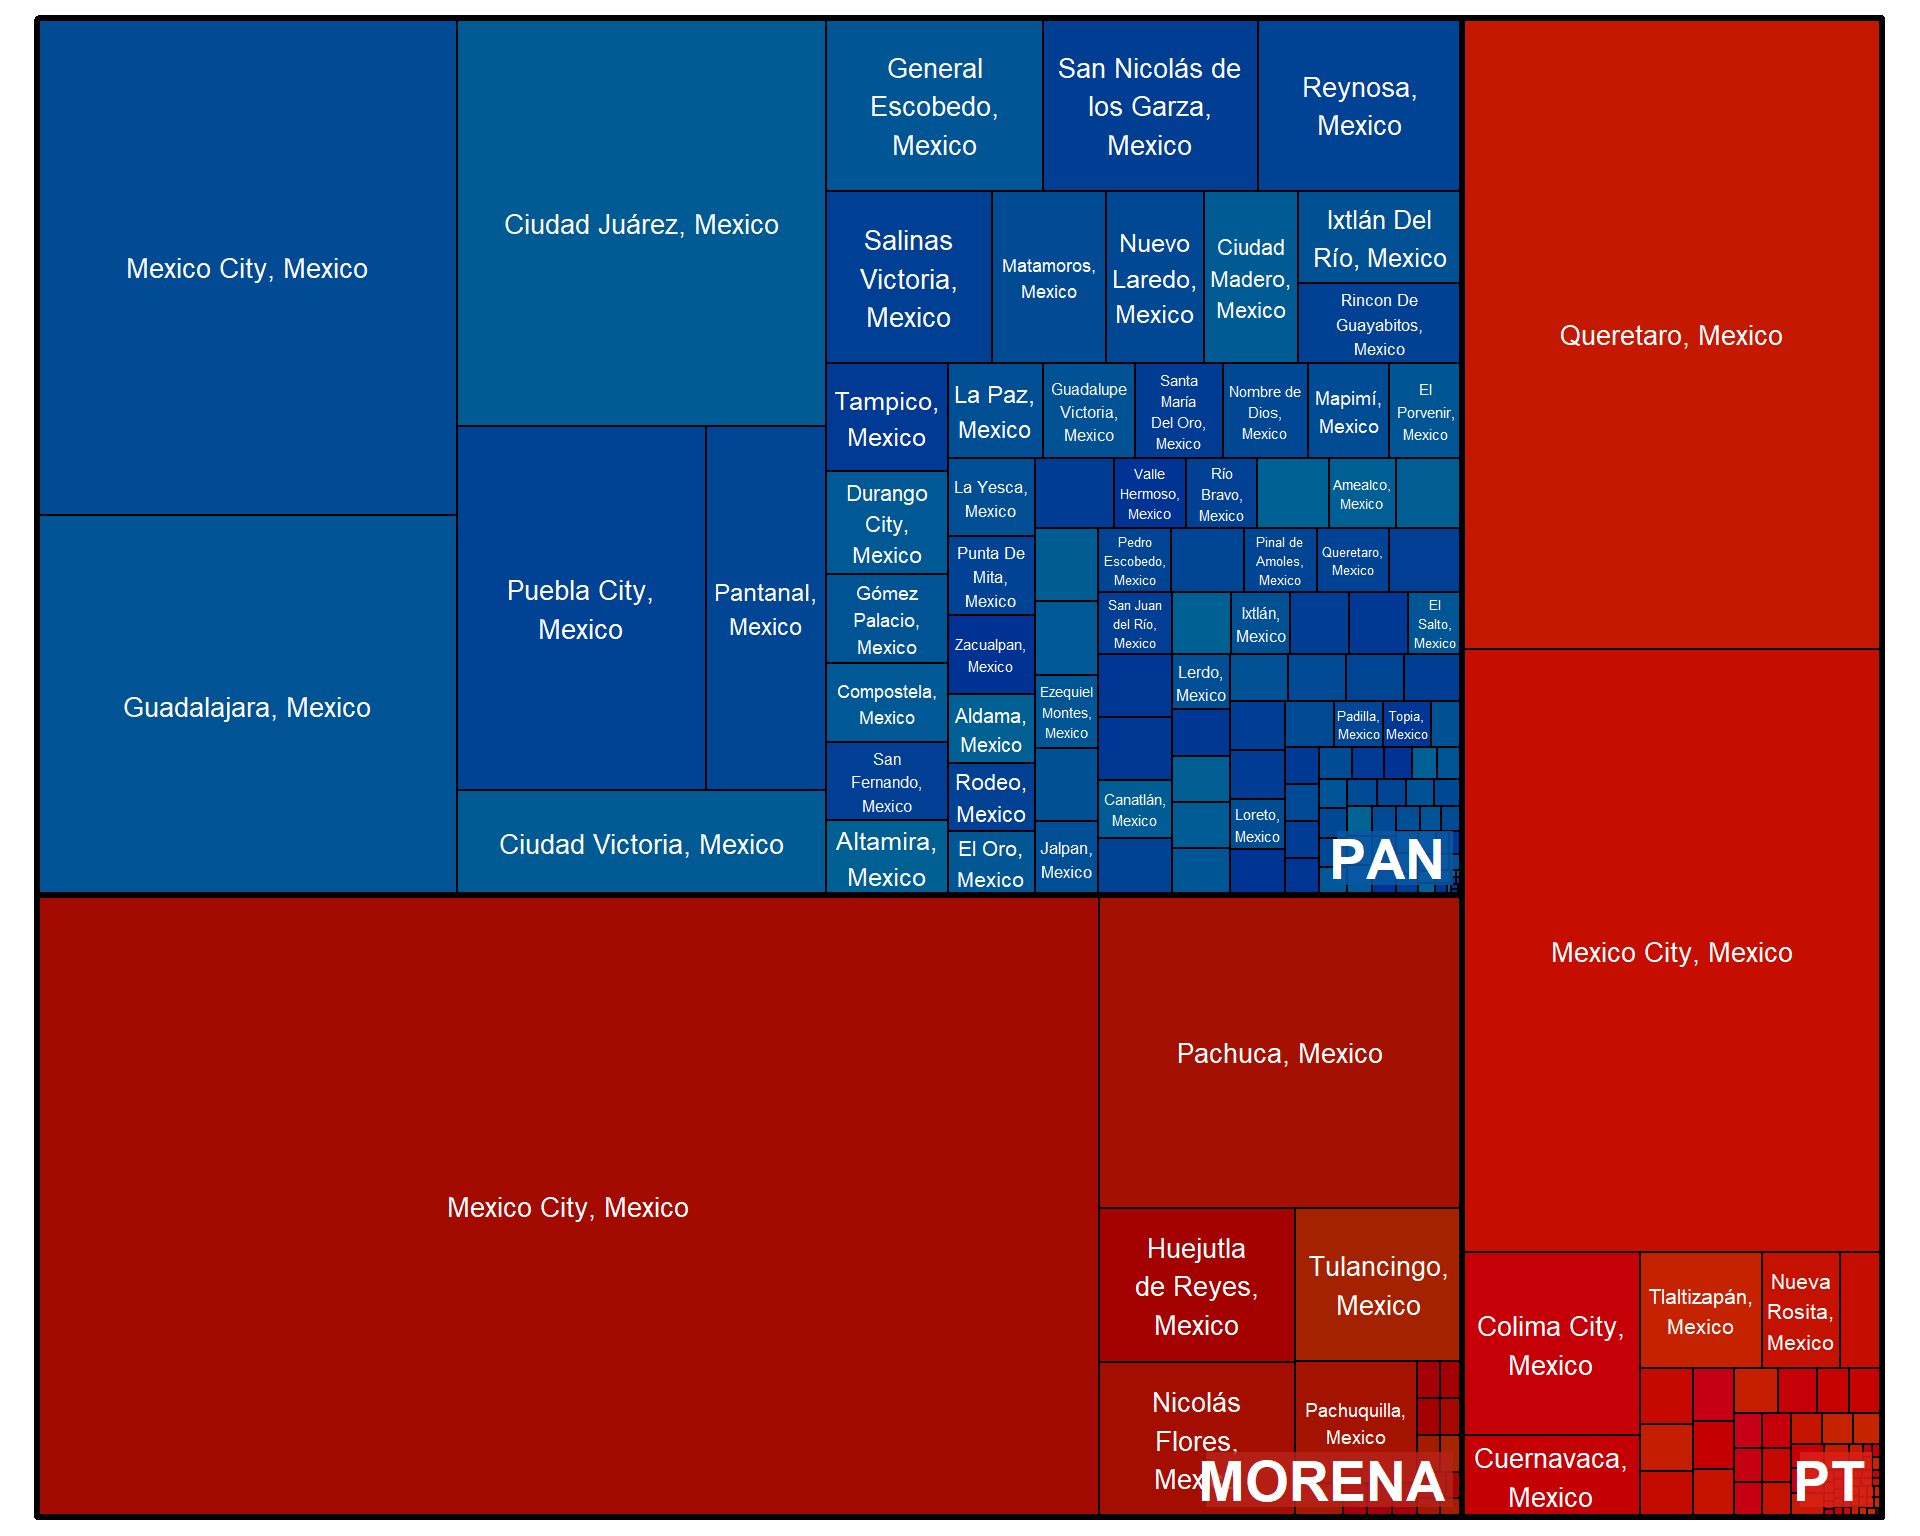 Mexico City, Mexico
Guadalajara, Mexico
Ciudad Juárez, Mexico
Puebla City,
Mexico
Pantanal,
Mexico
Ciudad Victoria, Mexico
General
Escobedo,
Mexico
San Nicolás de
los Garza,
Mexico
Reynosa,
Mexico
Salinas
Victoria,
Mexico
Matamoros,
Mexico
Nuevo
Laredo,
Mexico
Ciudad
Madero,
Mexico
Ixtlán Del
Río, Mexico
Rincon De
Guayabitos,
Mexico
Tampico,
Mexico
Durango
City,
Mexico
Gómez
Palacio,
Mexico
Compostela,
Mexico
San
Fernando,
Mexico
Altamira,
Mexico
La Paz,
Mexico
Guadalupe
Victoria,
Mexico
Santa
María
Del Oro,
Mexico
Nombre de
Dios,
Mexico
Mapimí,
Mexico
El
Porvenir,
Mexico
La Yesca,
Mexico
Punta De
Mita,
Mexico
Zacualpan,
Mexico
Aldama,
Mexico
Rodeo,
Mexico
El Oro,
Mexico
Valle
Hermoso,
Mexico
Río
Bravo,
Mexico
Amealco,
Mexico
Ezequiel
Montes,
Mexico
Jalpan,
Mexico
Pedro
Escobedo,
Mexico
Pinal de
Amoles,
Mexico
Queretaro,
Mexico
San Juan
del Río,
Mexico
Ixtlán,
Mexico
El
Salto,
Mexico
Canatlán,
Mexico
Lerdo,
Mexico
Loreto,
Mexico
Padilla,
Mexico
Topia,
Mexico
PAN
Mexico City, Mexico
Pachuca, Mexico
Huejutla
de Reyes,
Mexico
Tulancingo,
Mexico
Nicolás
Flores,
Mex
Pachuquilla,
Mexico
MORENA
Queretaro, Mexico
Mexico City, Mexico
Colima City,
Mexico
Cuernavaca,
Mexico
Tlaltizapán,
Mexico
Nueva
Rosita,
Mexico
PT